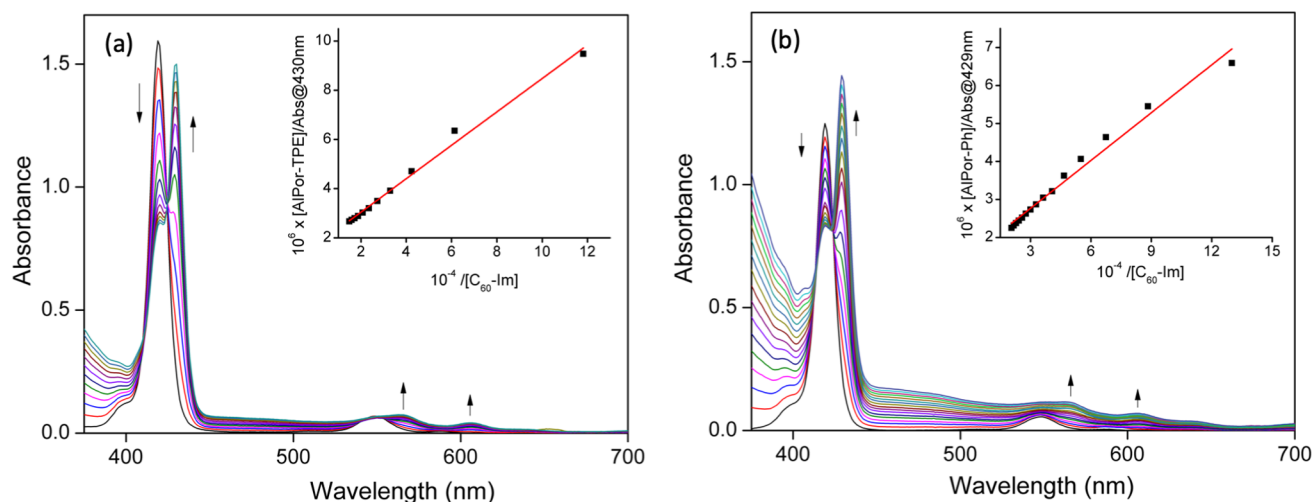 (a)
1.5
1.0
0.5
0.0
Absorbance
400 500 600 700
Wavelength (nm)
10
8
6
4
2
10⁶ x [AlPor-TPE]/Abs@430nm
2 4 6 8 10 12
10⁻⁴ /[C₆₀-Im]
(b)
1.5
1.0
0.5
0.0
Absorbance
400 500 600 700
Wavelength (nm)
7
6
5
4
3
2
10⁶ x [AlPor-Ph]/Abs@429nm
3 6 9 12 15
10⁻⁴ /[C₆₀-Im]